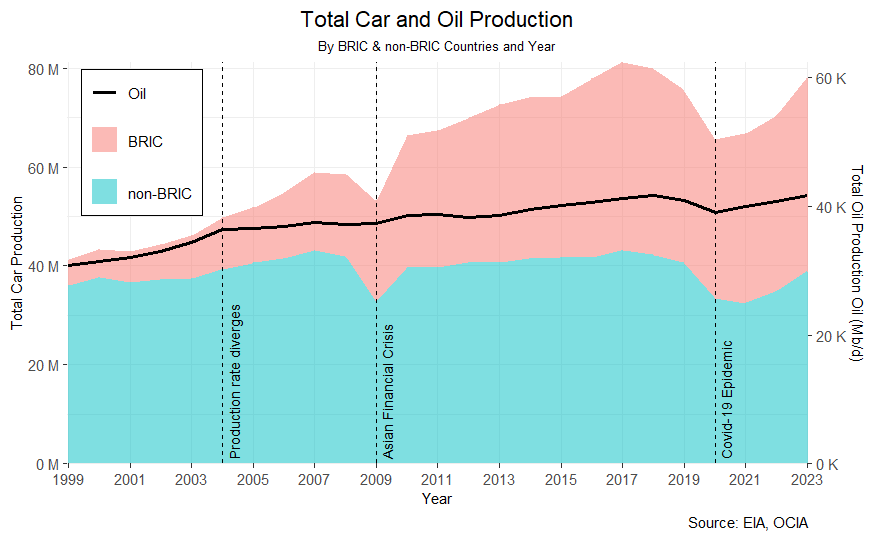 Total Car and Oil Production
By BRIC & non-BRIC Countries and Year
80 M
60 M
40 M
20 M
0 M
Total Car Production
Oil
BRIC
non-BRIC
Production rate diverges
Asian Financial Crisis
Covid-19 Epidemic
60 K
40 K
20 K
0 K
Total Oil Production Oil (Mb/d)
1999 2001 2003 2005 2007 2009 2011 2013 2015 2017 2019 2021 2023
Year
Source: EIA, OCIA